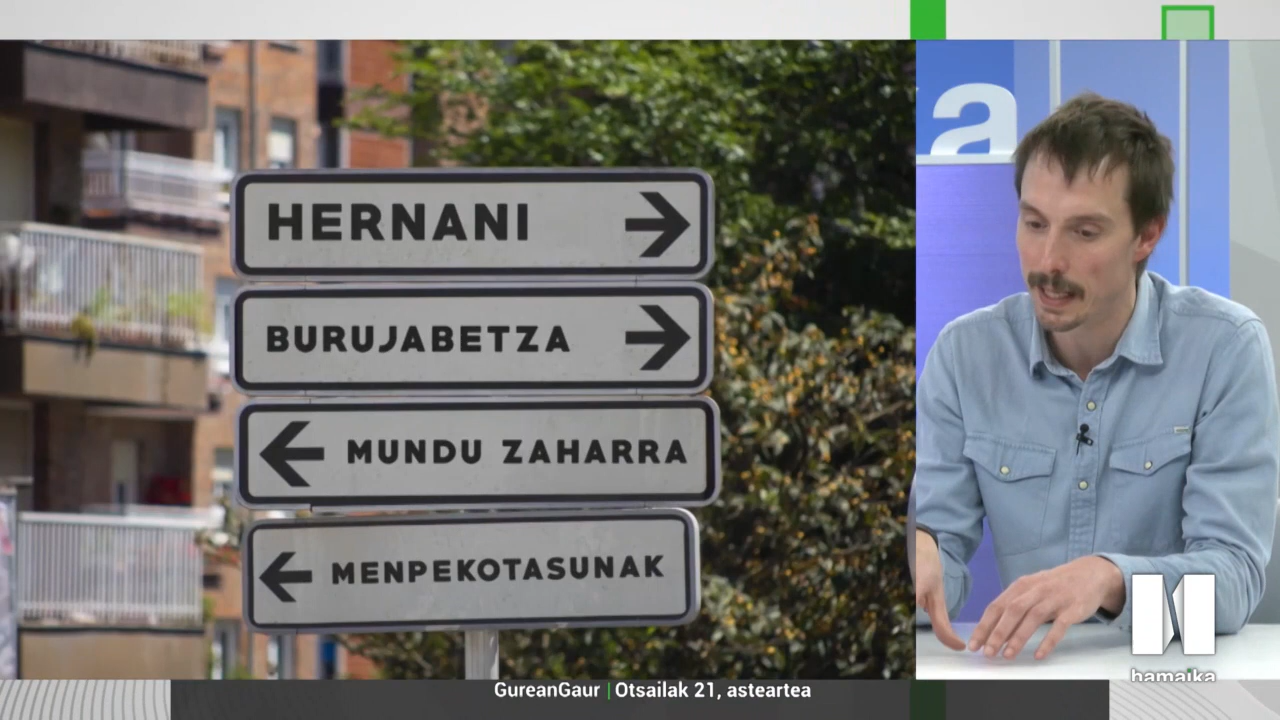 HERNANI
BURUJABETZA
MUNDU ZAHARRA
MENPEKOTASUNAK
GureanGaur | Otsailak 21, asteartea
hamaika